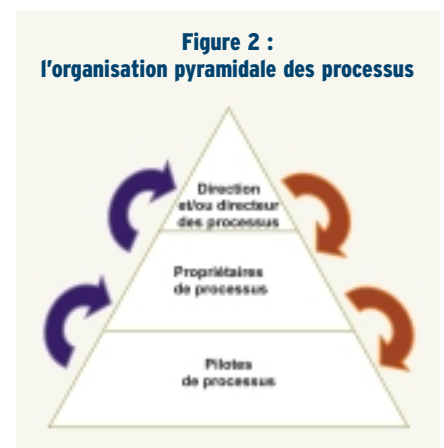 Figure 2 :
l'organisation pyramidale des processus
Direction
et/ou directeur
des processus
Propriétaires
de processus
Pilotes
de processus